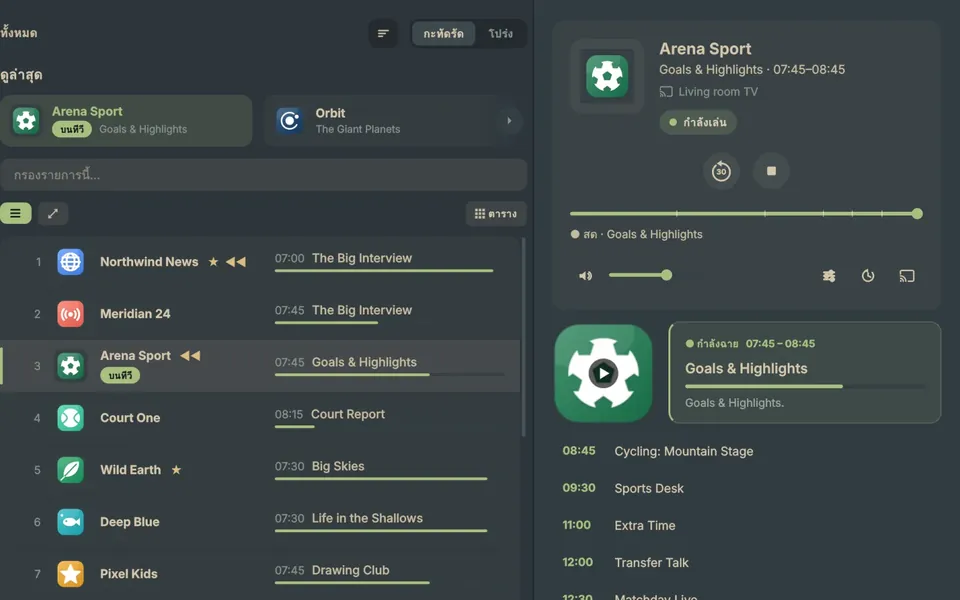 ทั้งหมด
กะทัดรัด
โปร่ง
ดูล่าสุด
Arena Sport
บนทีวี
Goals & Highlights
Orbit
The Giant Planets
กรองรายการนี้...
ตาราง
1
Northwind News
07:00 The Big Interview
2
Meridian 24
07:45 The Big Interview
3
Arena Sport
บนทีวี
07:45 Goals & Highlights
4
Court One
08:15 Court Report
5
Wild Earth
07:30 Big Skies
6
Deep Blue
07:30 Life in the Shallows
7
Pixel Kids
07:45 Drawing Club
Arena Sport
Goals & Highlights · 07:45–08:45
Living room TV
กำลังเล่น
30
สด · Goals & Highlights
กำลังฉาย 07:45 – 08:45
Goals & Highlights
Goals & Highlights.
08:45 Cycling: Mountain Stage
09:30 Sports Desk
11:00 Extra Time
12:00 Transfer Talk
12:30 Matchday Live